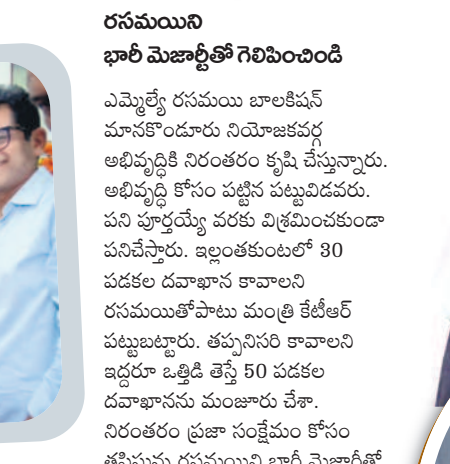 రసమయిని
భారీ మెజార్టీతో గెలిపించిండి
ఎమ్మెల్యే రసమయి బాలకిషన్
మానకొండూరు నియోజకవర్గ
అభివృద్ధికి నిరంతరం కృషి చేస్తున్నారు.
అభివృద్ధి కోసం పట్టిన పట్టువిడవరు.
పని పూర్తయ్యే వరకు విశ్రమించకుండా
పనిచేస్తారు. ఇల్లంతకుంటలో 30
పడకల దవాఖాన కావాలని
రసమయితోపాటు మంత్రి కేటీఆర్
పట్టుబట్టారు. తప్పనిసరి కావాలని
ఇద్దరూ ఒత్తిడి తెస్తే 50 పడకల
దవాఖానను మంజూరు చేశా.
నిరంతరం ప్రజా సంక్షేమం కోసం
రసమయిని భారీ మెజార్టీతో